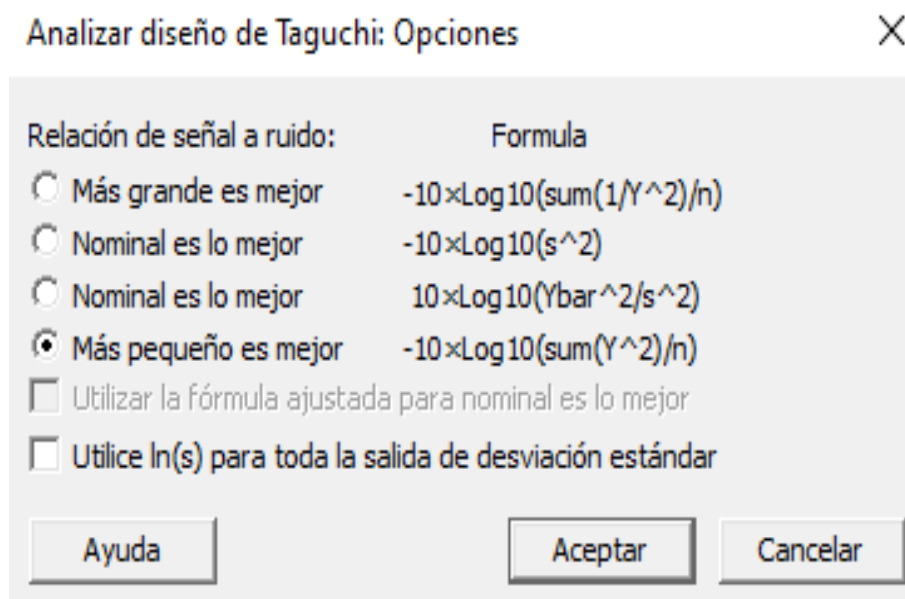 Analizar diseño de Taguchi: Opciones
Relación de señal a ruido: Formula
Más grande es mejor -10×Log10(sum(1/Y^2)/n)
Nominal es lo mejor -10×Log10(s^2)
Nominal es lo mejor 10×Log10(Ybar^2/s^2)
Más pequeño es mejor -10×Log10(sum(Y^2)/n)
Utilizar la fórmula ajustada para nominal es lo mejor
Utilice ln(s) para toda la salida de desviación estándar
Ayuda Aceptar Cancelar